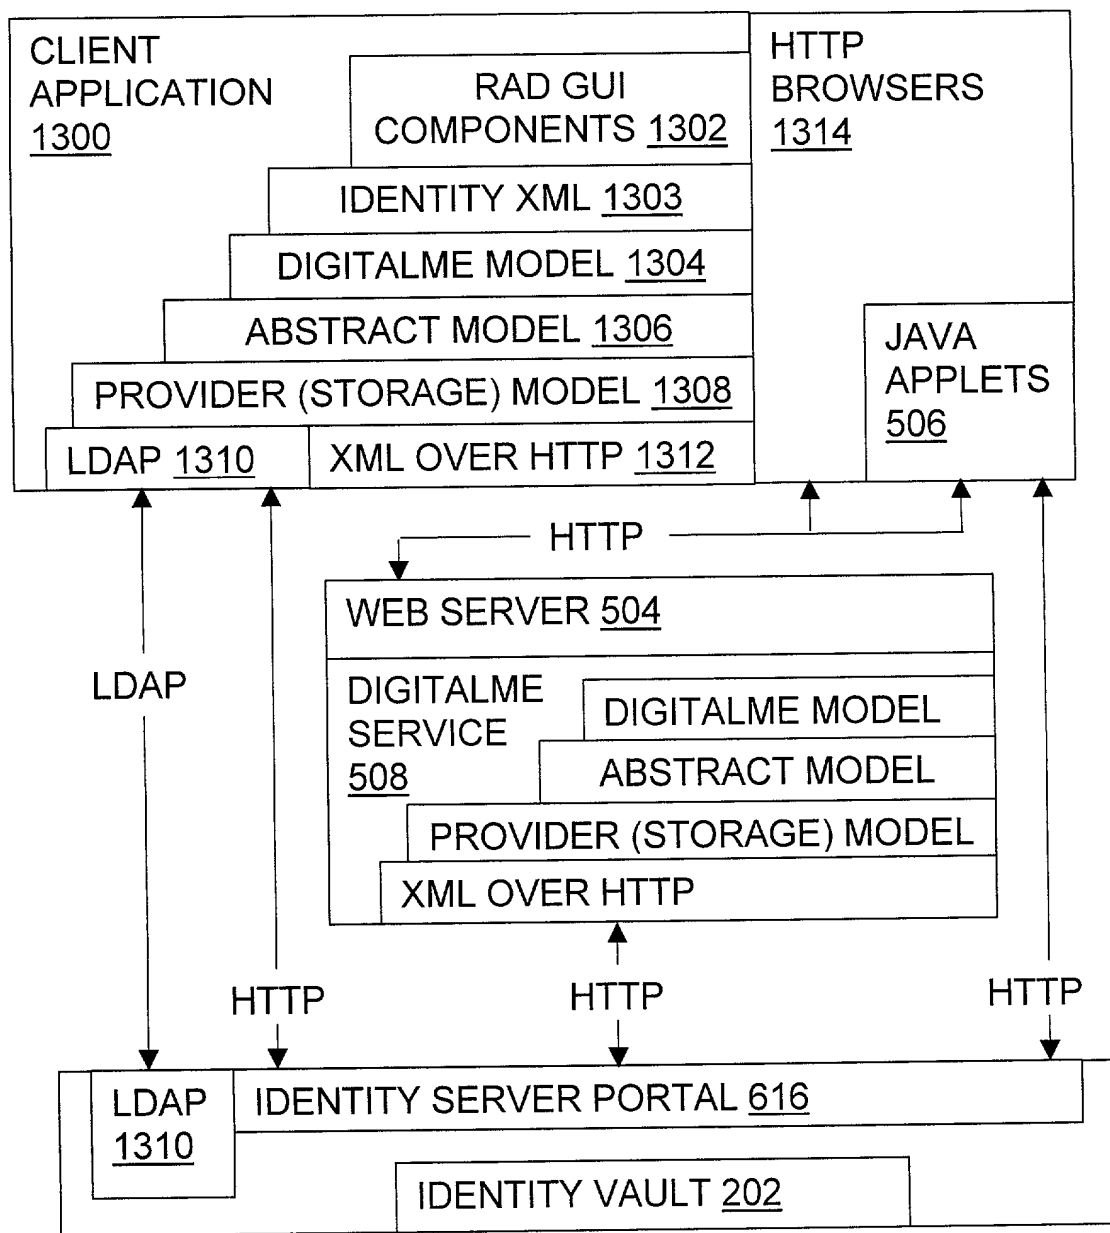 CLIENT
APPLICATION
1300
RAD GUI
COMPONENTS 1302
IDENTITY XML 1303
DIGITALME MODEL 1304
ABSTRACT MODEL 1306
PROVIDER (STORAGE) MODEL 1308
LDAP 1310
XML OVER HTTP 1312
HTTP
BROWSERS
1314
JAVA
APPLETS
506
HTTP
WEB SERVER 504
LDAP
DIGITALME
SERVICE
508
DIGITALME MODEL
ABSTRACT MODEL
PROVIDER (STORAGE) MODEL
XML OVER HTTP
HTTP
HTTP
HTTP
LDAP
1310
IDENTITY SERVER PORTAL 616
IDENTITY VAULT 202